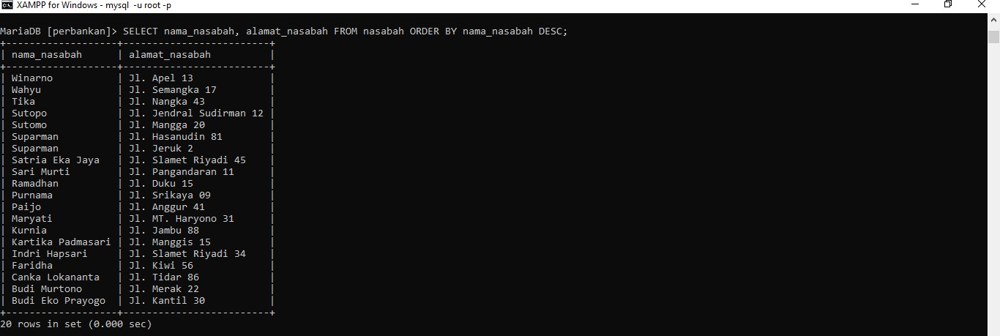 XAMPP for Windows - mysql -u root -p
MariaDB [perbankan]> SELECT nama_nasabah, alamat_nasabah FROM nasabah ORDER BY nama_nasabah DESC;
+-------------------+-------------------------+
| nama_nasabah      | alamat_nasabah          |
+-------------------+-------------------------+
| Winarno           | Jl. Apel 13             |
| Wahyu             | Jl. Semangka 17         |
| Tika              | Jl. Nangka 43           |
| Sutopo            | Jl. Jendral Sudirman 12 |
| Sutomo            | Jl. Mangga 20           |
| Suparman          | Jl. Hasanudin 81        |
| Suparman          | Jl. Jeruk 2             |
| Satria Eka Jaya   | Jl. Slamet Riyadi 45    |
| Sari Murti        | Jl. Pangandaran 11      |
| Ramadhan          | Jl. Duku 15             |
| Purnama           | Jl. Srikaya 09          |
| Paijo             | Jl. Anggur 41           |
| Maryati           | Jl. MT. Haryono 31      |
| Kurnia            | Jl. Jambu 88            |
| Kartika Padmasari | Jl. Manggis 15          |
| Indri Hapsari     | Jl. Slamet Riyadi 34    |
| Faridha           | Jl. Kiwi 56             |
| Canka Lokananta   | Jl. Tidar 86            |
| Budi Murtono      | Jl. Merak 22            |
| Budi Eko Prayogo  | Jl. Kantil 30           |
+-------------------+-------------------------+
20 rows in set (0.000 sec)